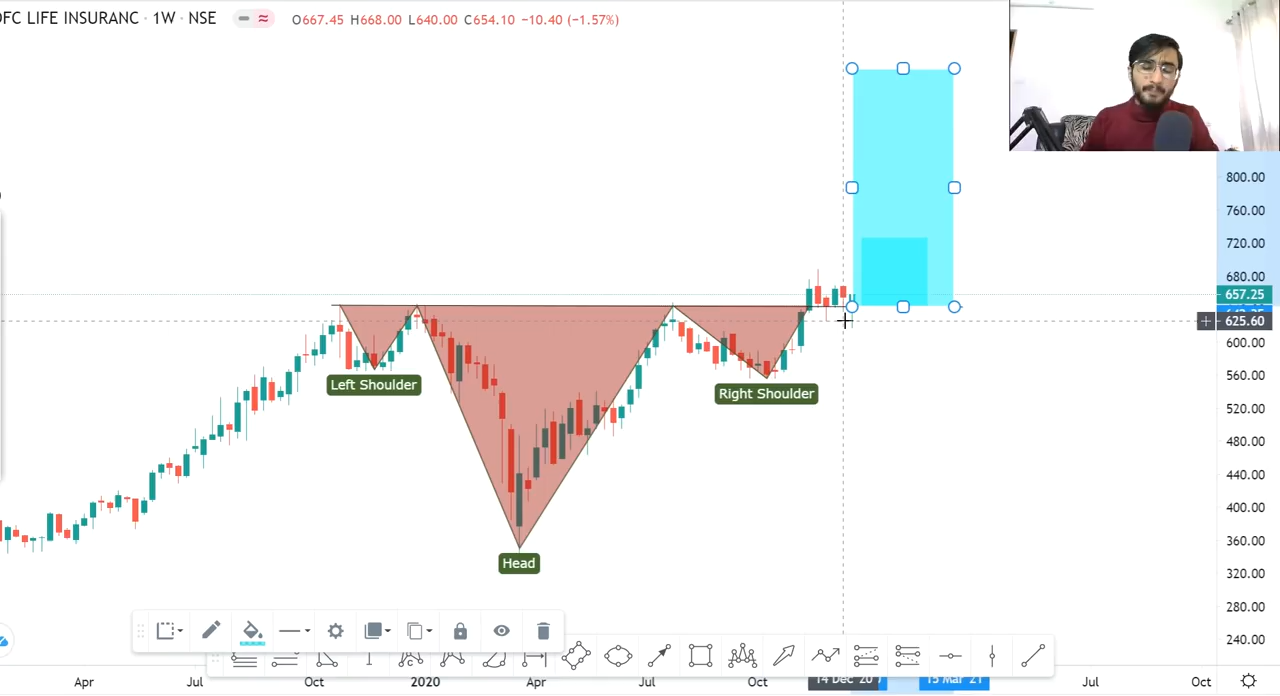 FC LIFE INSURANC · 1W · NSE
O667.45 H668.00 L640.00 C654.10 −10.40 (−1.57%)
800.00
760.00
720.00
680.00
657.25
625.60
600.00
560.00
520.00
480.00
440.00
400.00
360.00
320.00
280.00
240.00
Left Shoulder
Right Shoulder
Head
Apr
Jul
Oct
2020
Apr
Jul
Oct
14 Dec '20
15 Mar '21
Jul
Oct